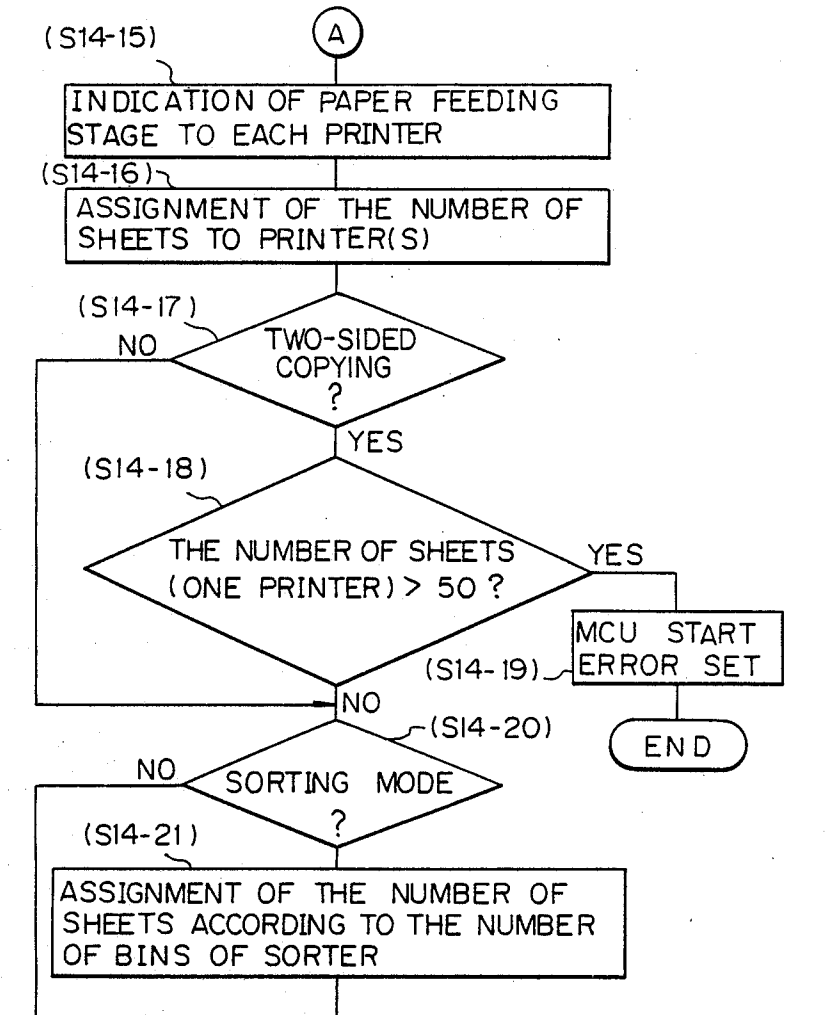 (S14-15)
A
INDICATION OF PAPER FEEDING
STAGE TO EACH PRINTER
(S14-16)
ASSIGNMENT OF THE NUMBER OF
SHEETS TO PRINTER(S)
(S14-17)
NO
TWO-SIDED
COPYING
?
YES
(S14-18)
THE NUMBER OF SHEETS
(ONE PRINTER) > 50 ?
YES
MCU START
ERROR SET
(S14-19)
NO
END
(S14-20)
NO
SORTING MODE
?
(S14-21)
ASSIGNMENT OF THE NUMBER OF
SHEETS ACCORDING TO THE NUMBER
OF BINS OF SORTER